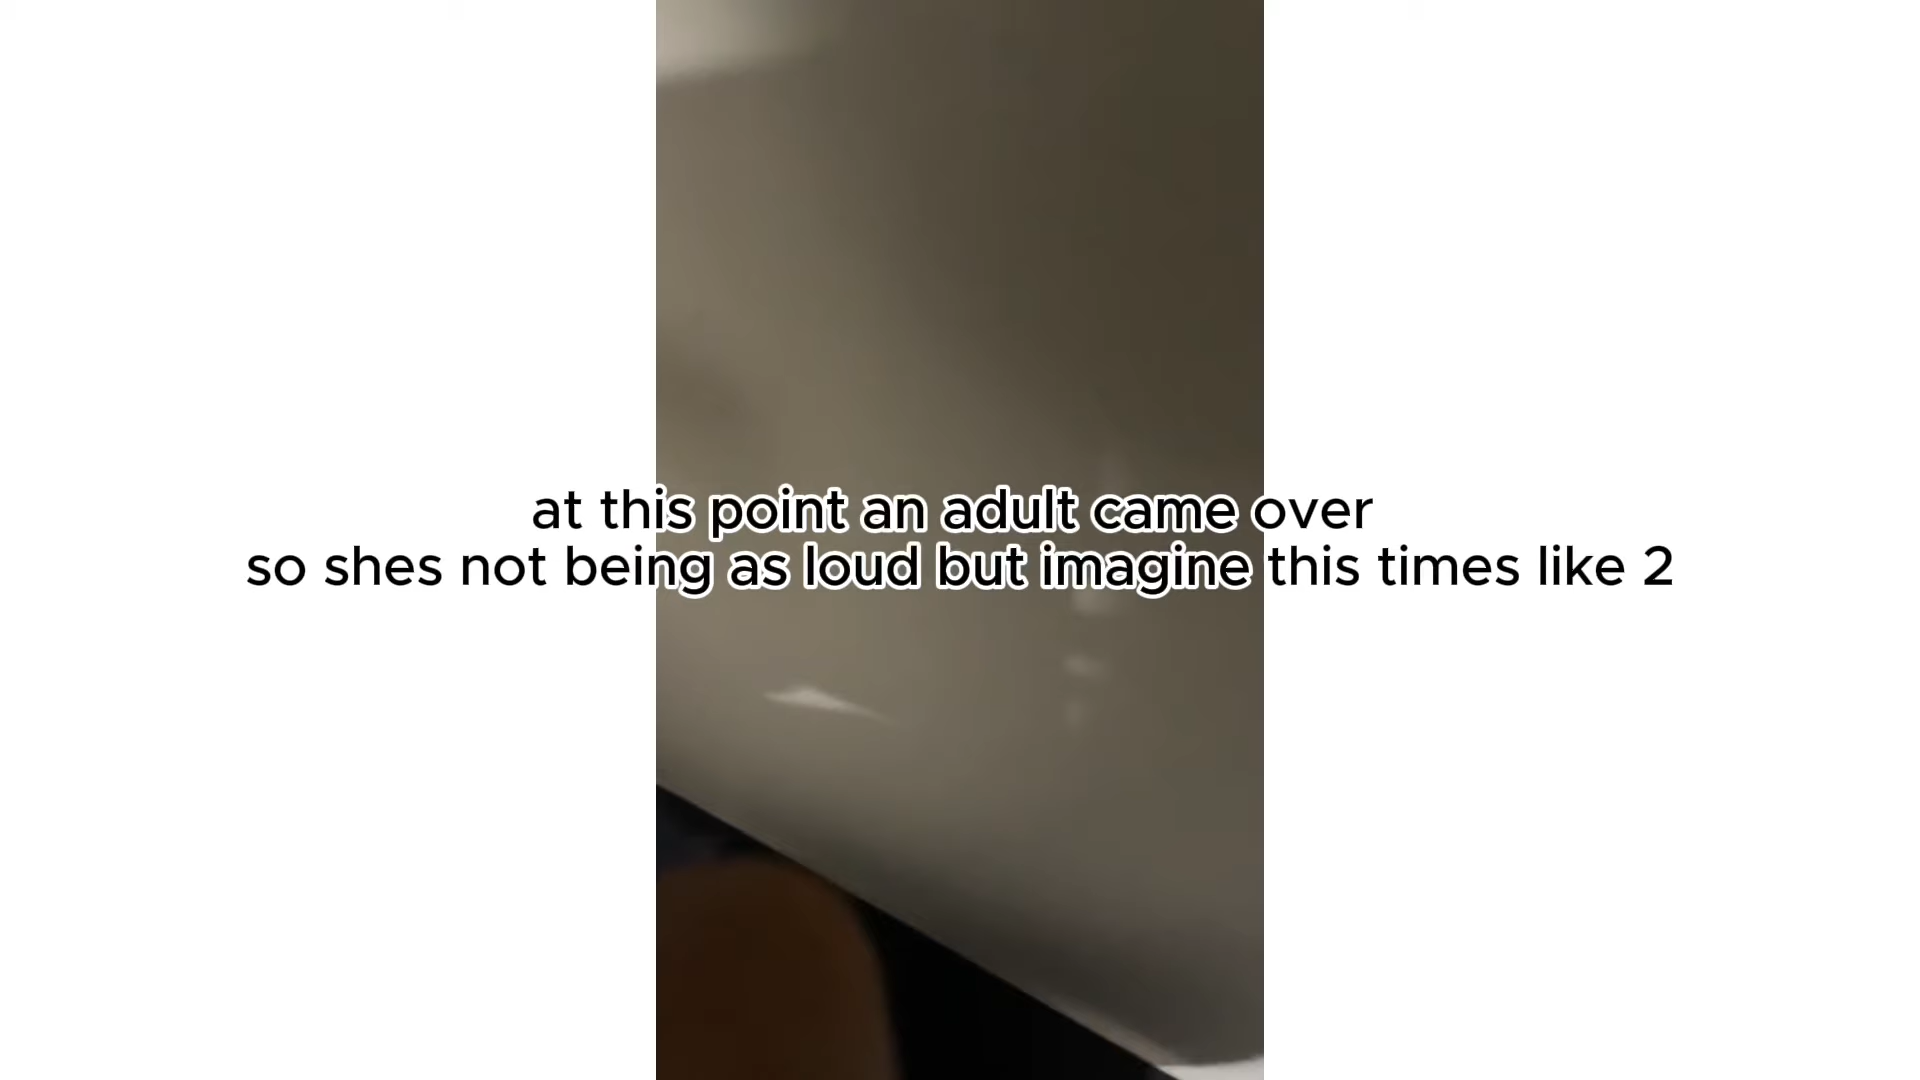 at this point an adult came over
so shes not being as loud but imagine this times like 2